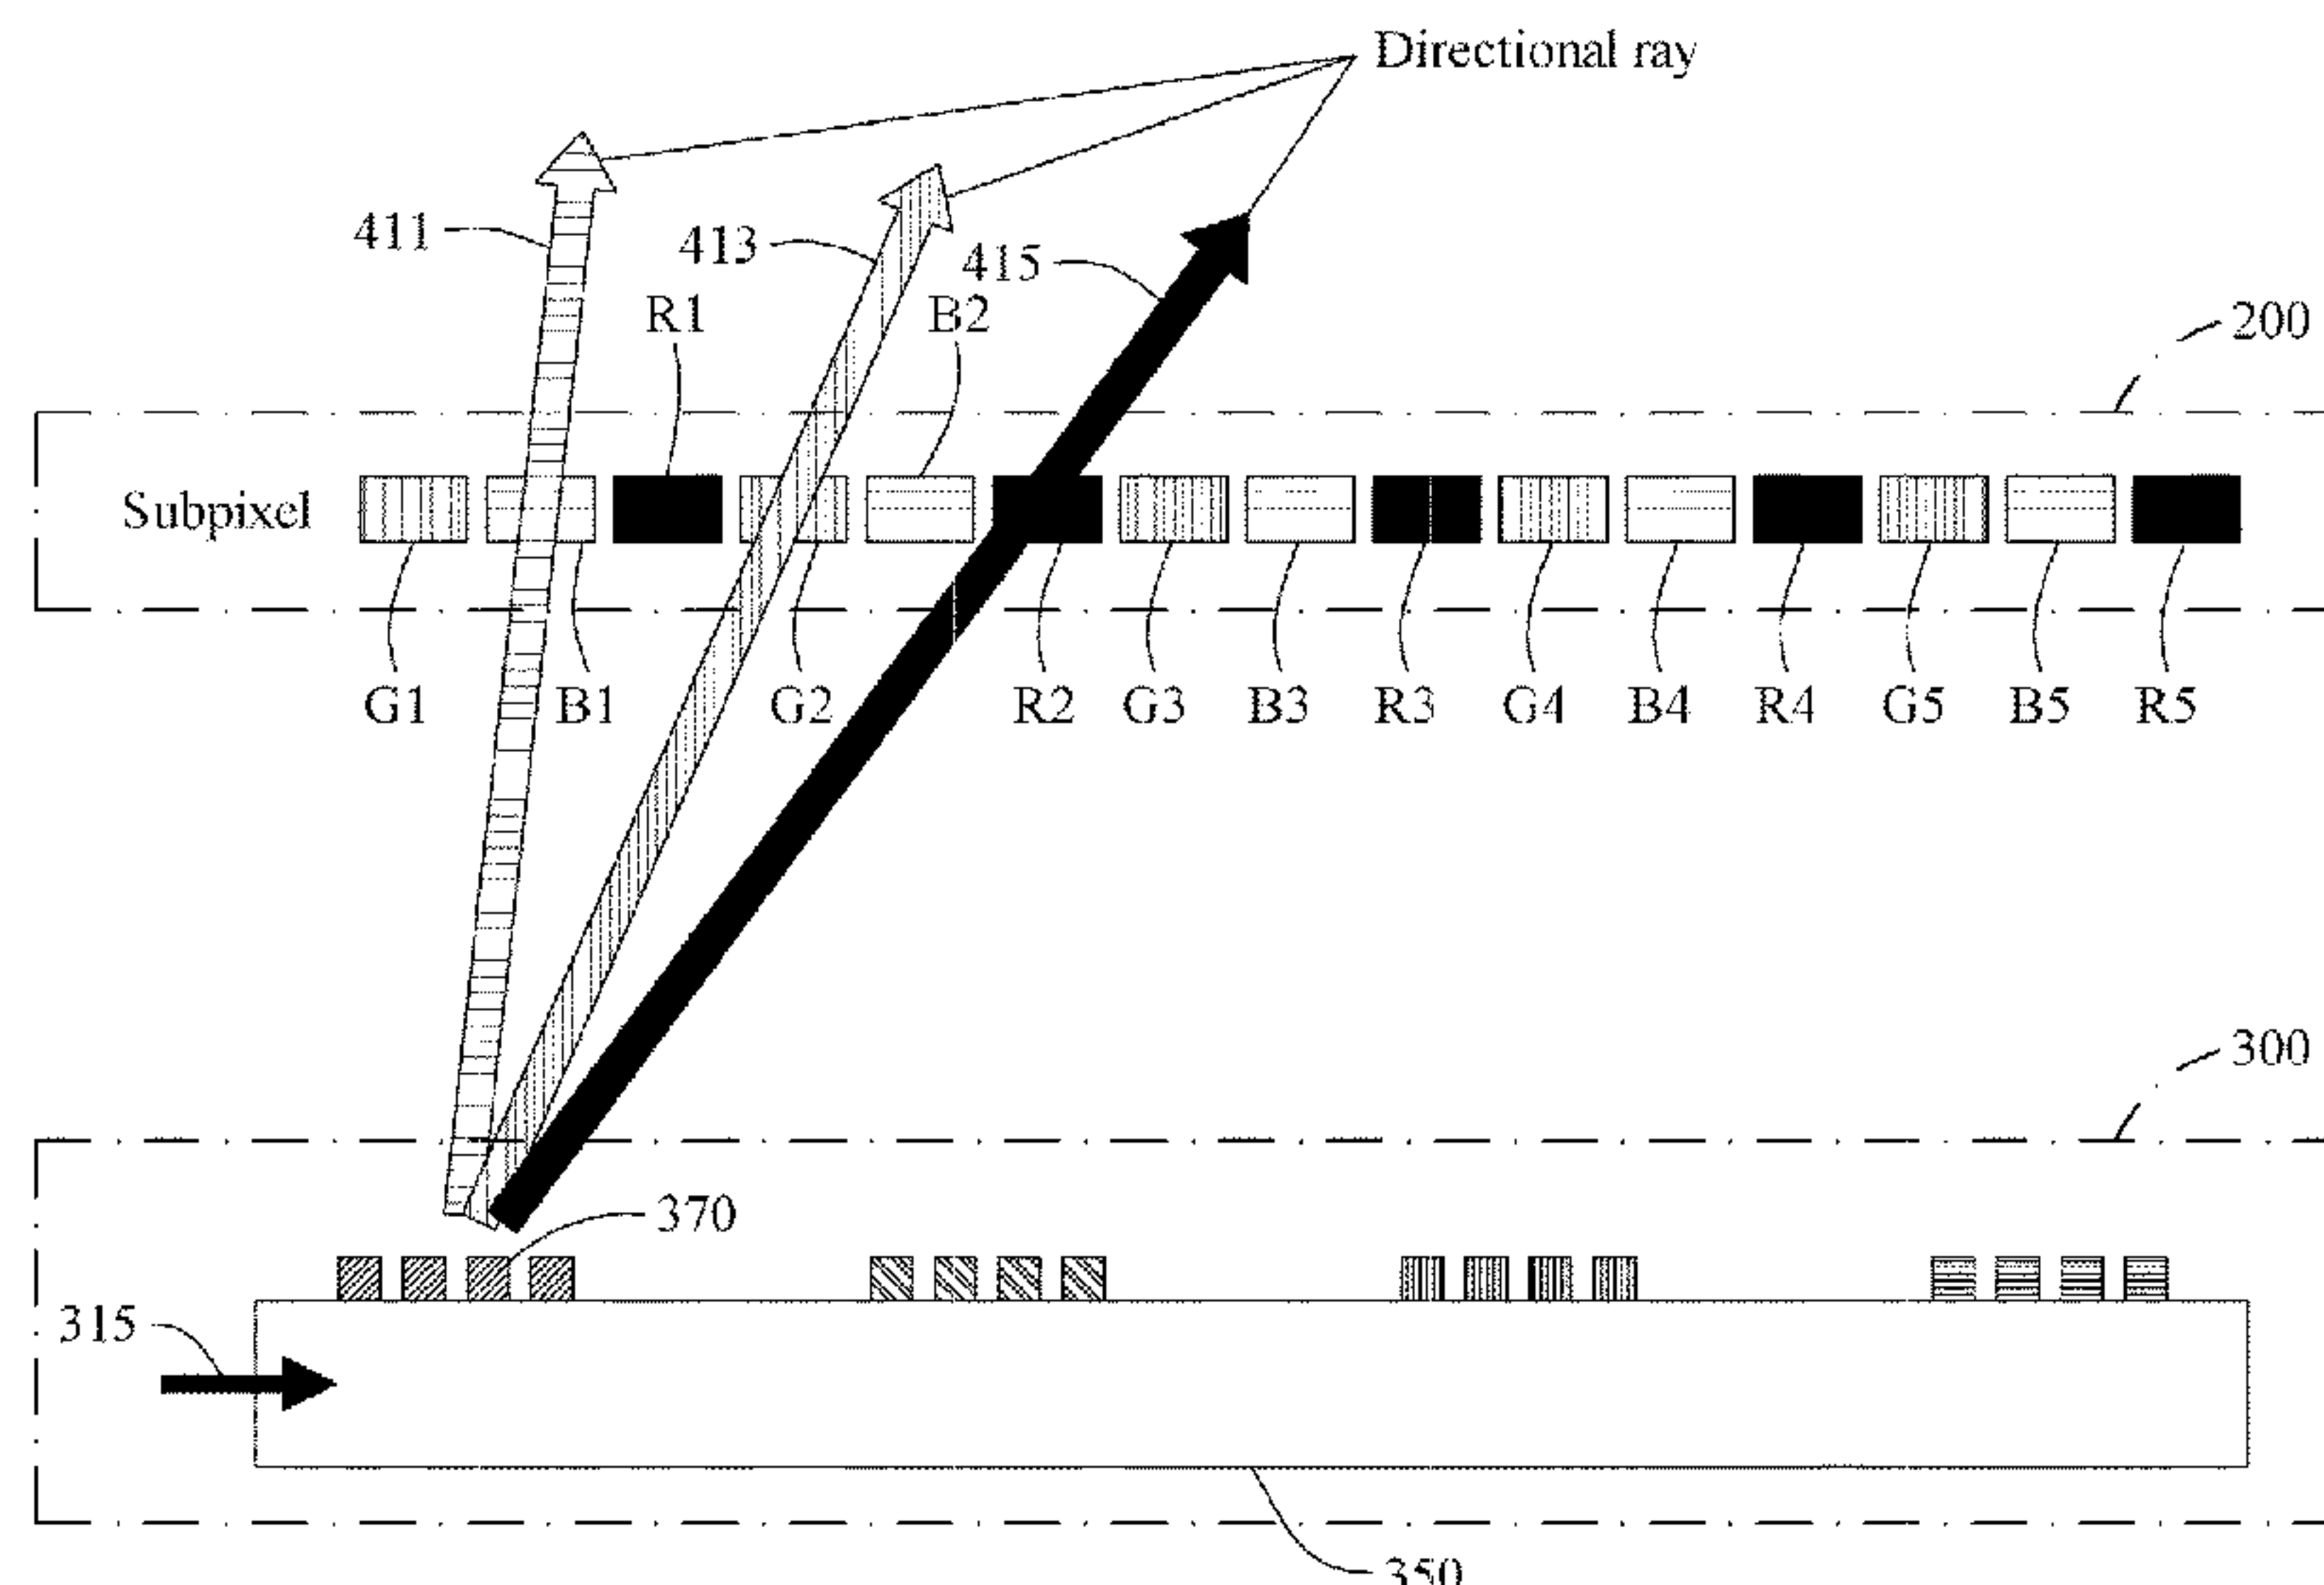 Directional ray
411
413
415
R1
B2
200
Subpixel
G1 B1 G2 R2 G3 B3 R3 G4 B4 R4 G5 B5 R5
300
370
315
350